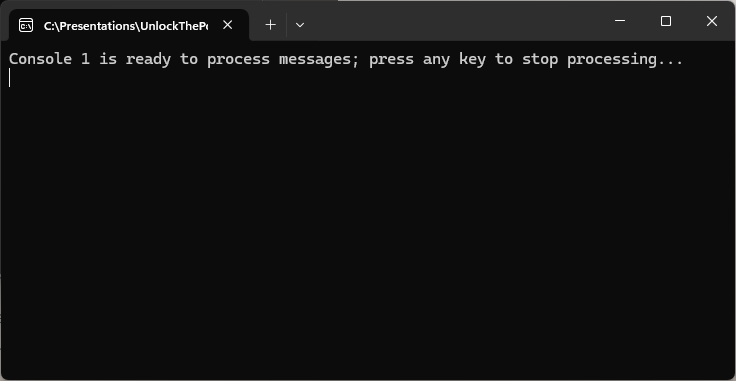 C:\Presentations\UnlockThePo
Console 1 is ready to process messages; press any key to stop processing...